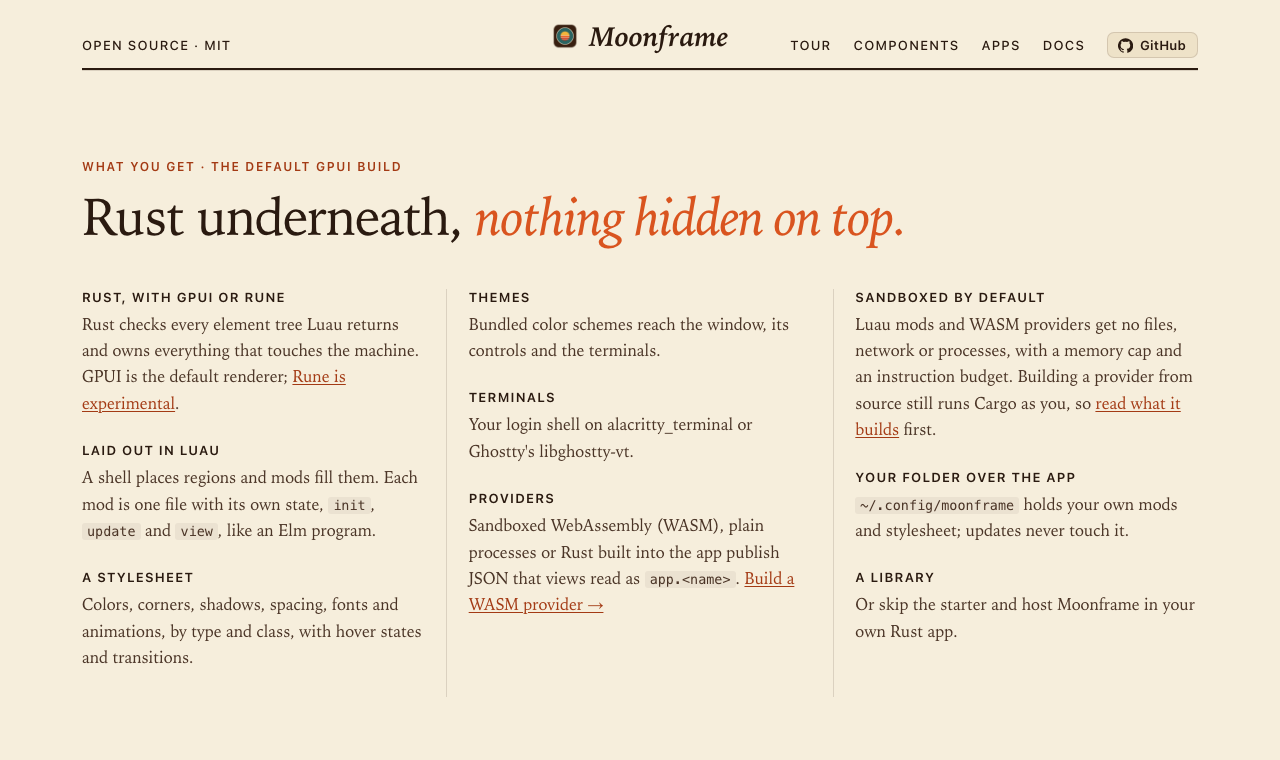 OPEN SOURCE · MIT
Moonframe
TOUR COMPONENTS APPS DOCS GitHub
WHAT YOU GET · THE DEFAULT GPUI BUILD
Rust underneath, nothing hidden on top.
RUST, WITH GPUI OR RUNE
Rust checks every element tree Luau returns
and owns everything that touches the machine.
GPUI is the default renderer; Rune is
experimental.
LAID OUT IN LUAU
A shell places regions and mods fill them. Each
mod is one file with its own state, init,
update and view, like an Elm program.
A STYLESHEET
Colors, corners, shadows, spacing, fonts and
animations, by type and class, with hover states
and transitions.
THEMES
Bundled color schemes reach the window, its
controls and the terminals.
TERMINALS
Your login shell on alacritty_terminal or
Ghostty's libghostty-vt.
PROVIDERS
Sandboxed WebAssembly (WASM), plain
processes or Rust built into the app publish
JSON that views read as app.<name>. Build a
WASM provider →
SANDBOXED BY DEFAULT
Luau mods and WASM providers get no files,
network or processes, with a memory cap and
an instruction budget. Building a provider from
source still runs Cargo as you, so read what it
builds first.
YOUR FOLDER OVER THE APP
~/.config/moonframe holds your own mods
and stylesheet; updates never touch it.
A LIBRARY
Or skip the starter and host Moonframe in your
own Rust app.